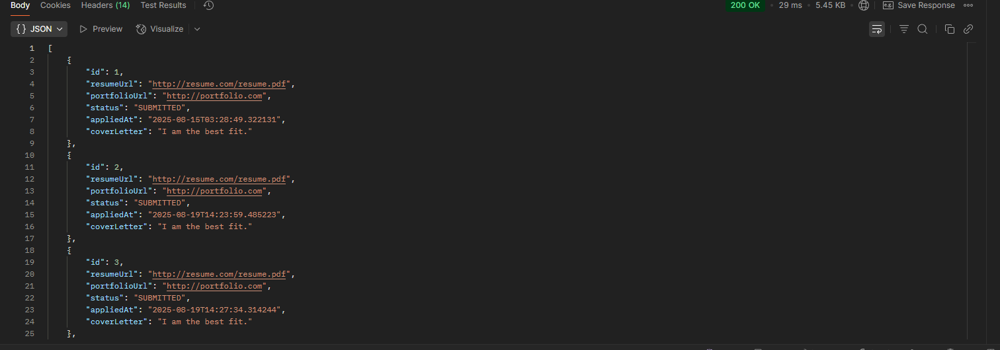 Body Cookies Headers (14) Test Results 200 OK • 29 ms • 5.45 KB • e.g. Save Response
{} JSON Preview Visualize
1 [
2 {
3 "id": 1,
4 "resumeUrl": "http://resume.com/resume.pdf",
5 "portfolioUrl": "http://portfolio.com",
6 "status": "SUBMITTED",
7 "appliedAt": "2025-08-15T03:28:49.322131",
8 "coverLetter": "I am the best fit."
9 },
10 {
11 "id": 2,
12 "resumeUrl": "http://resume.com/resume.pdf",
13 "portfolioUrl": "http://portfolio.com",
14 "status": "SUBMITTED",
15 "appliedAt": "2025-08-19T14:23:59.485223",
16 "coverLetter": "I am the best fit."
17 },
18 {
19 "id": 3,
20 "resumeUrl": "http://resume.com/resume.pdf",
21 "portfolioUrl": "http://portfolio.com",
22 "status": "SUBMITTED",
23 "appliedAt": "2025-08-19T14:27:34.314244",
24 "coverLetter": "I am the best fit."
25 },